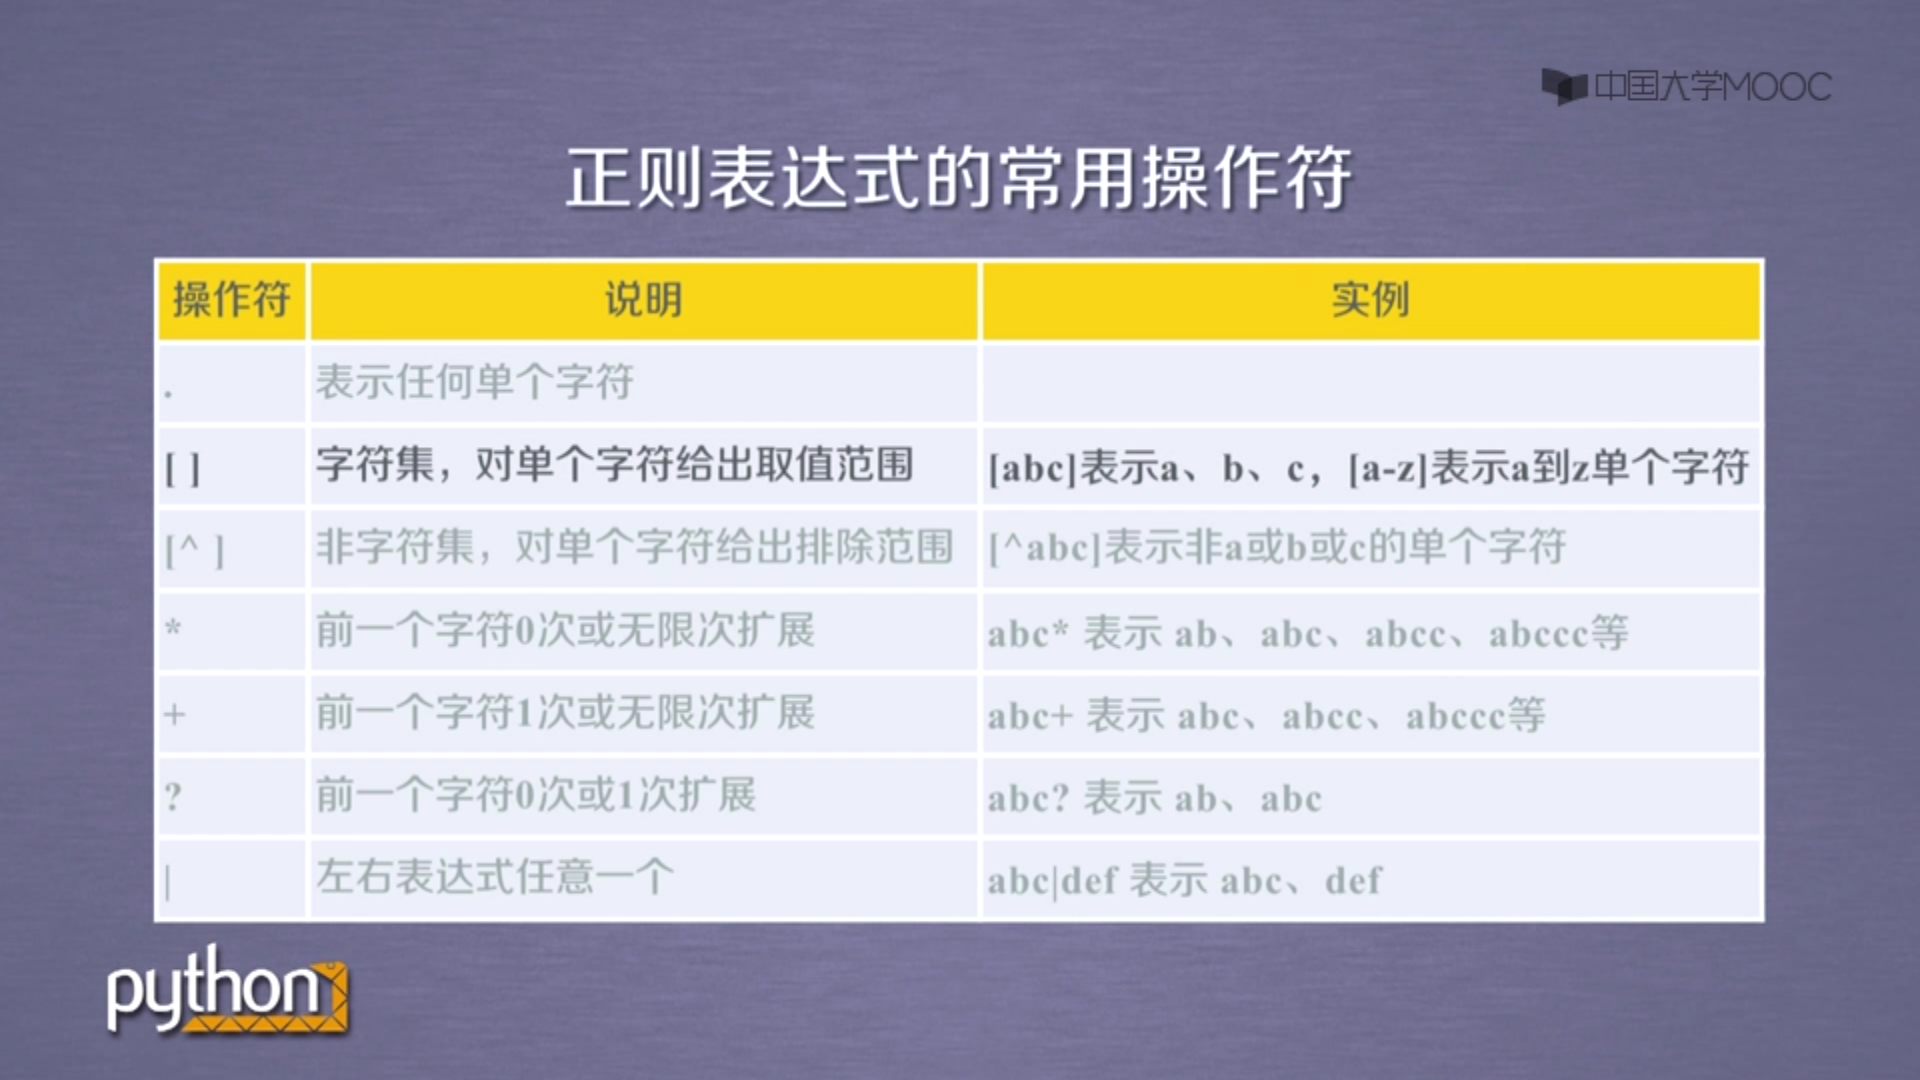 中国大学MOOC
正则表达式的常用操作符
操作符 说明 实例
. 表示任何单个字符
[ ] 字符集，对单个字符给出取值范围 [abc]表示a、b、c，[a-z]表示a到z单个字符
[^ ] 非字符集，对单个字符给出排除范围 [^abc]表示非a或b或c的单个字符
* 前一个字符0次或无限次扩展 abc* 表示 ab、abc、abcc、abccc等
+ 前一个字符1次或无限次扩展 abc+ 表示 abc、abcc、abccc等
? 前一个字符0次或1次扩展 abc? 表示 ab、abc
| 左右表达式任意一个 abc|def 表示 abc、def
python